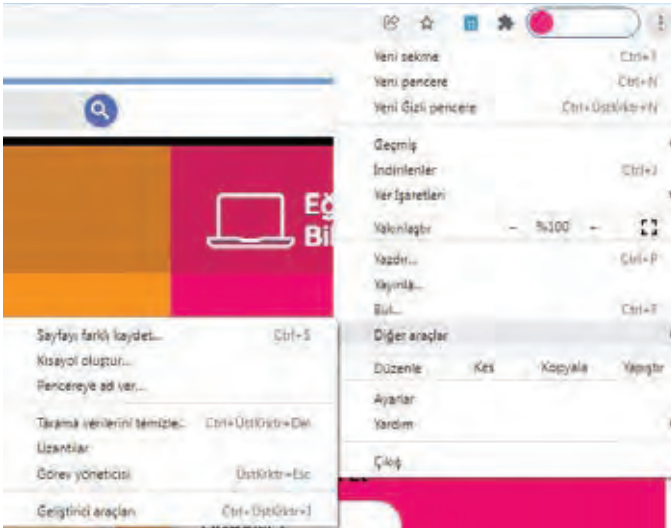 Yeni sekme Ctrl+T
Yeni pencere Ctrl+N
Yeni Gizli pencere Ctrl+ÜstKrktr+N
Geçmiş
İndirilenler Ctrl+J
Yer İşaretleri
Yakınlaştır - %100 +
Yazdır... Ctrl+P
Yayınla...
Bul... Ctrl+F
Diğer araçlar
Düzenle Kes Kopyala Yapıştır
Ayarlar
Yardım
Çıkış
Eğ
Bil
Sayfayı farklı kaydet... Ctrl+S
Kısayol oluştur...
Pencereye ad ver...
Tarama verilerini temizle... Ctrl+ÜstKrktr+Del
Uzantılar
Görev yöneticisi ÜstKrktr+Esc
Geliştirici araçları Ctrl+ÜstKrktr+I